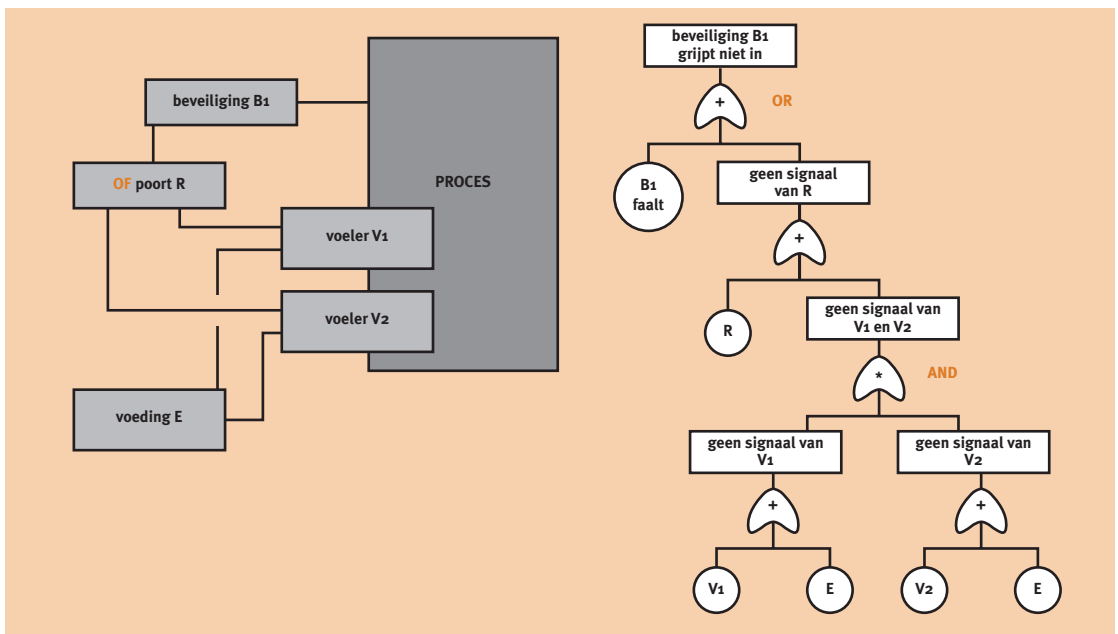 beveiliging B1
OF poort R
PROCES
voeler V1
voeler V2
voeding E
beveiliging B1
grijpt niet in
+
OR
B1
faalt
geen signaal
van R
+
R
geen signaal van
V1 en V2
*
AND
geen signaal van
V1
geen signaal van
V2
+
+
V1
E
V2
E